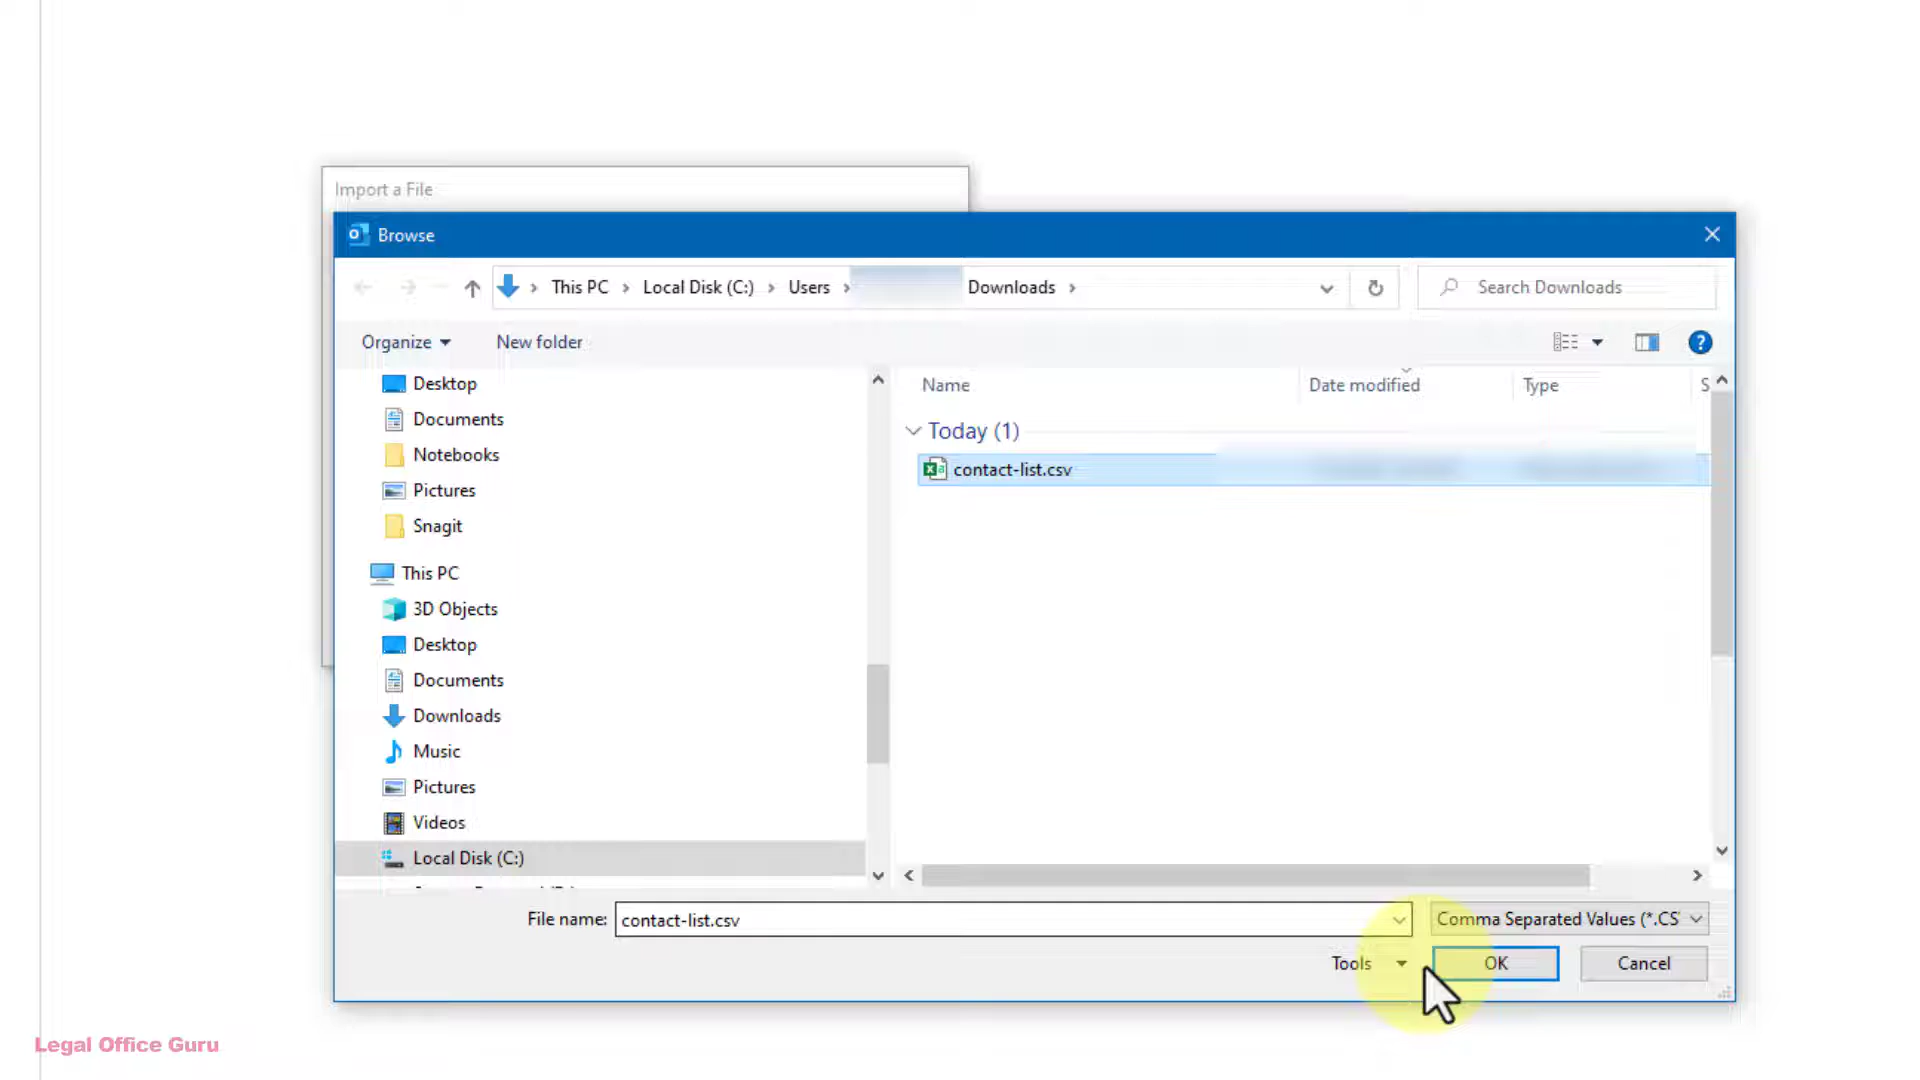 Import a File
Browse
This PC Local Disk (C:) Users Downloads
Search Downloads
Organize
New folder
Desktop
Documents
Notebooks
Pictures
Snagit
This PC
3D Objects
Desktop
Documents
Downloads
Music
Pictures
Videos
Local Disk (C:)
Name Date modified Type S
Today (1)
contact-list.csv
File name: contact-list.csv
Comma Separated Values (*.CS
Tools
OK
Cancel
Legal Office Guru